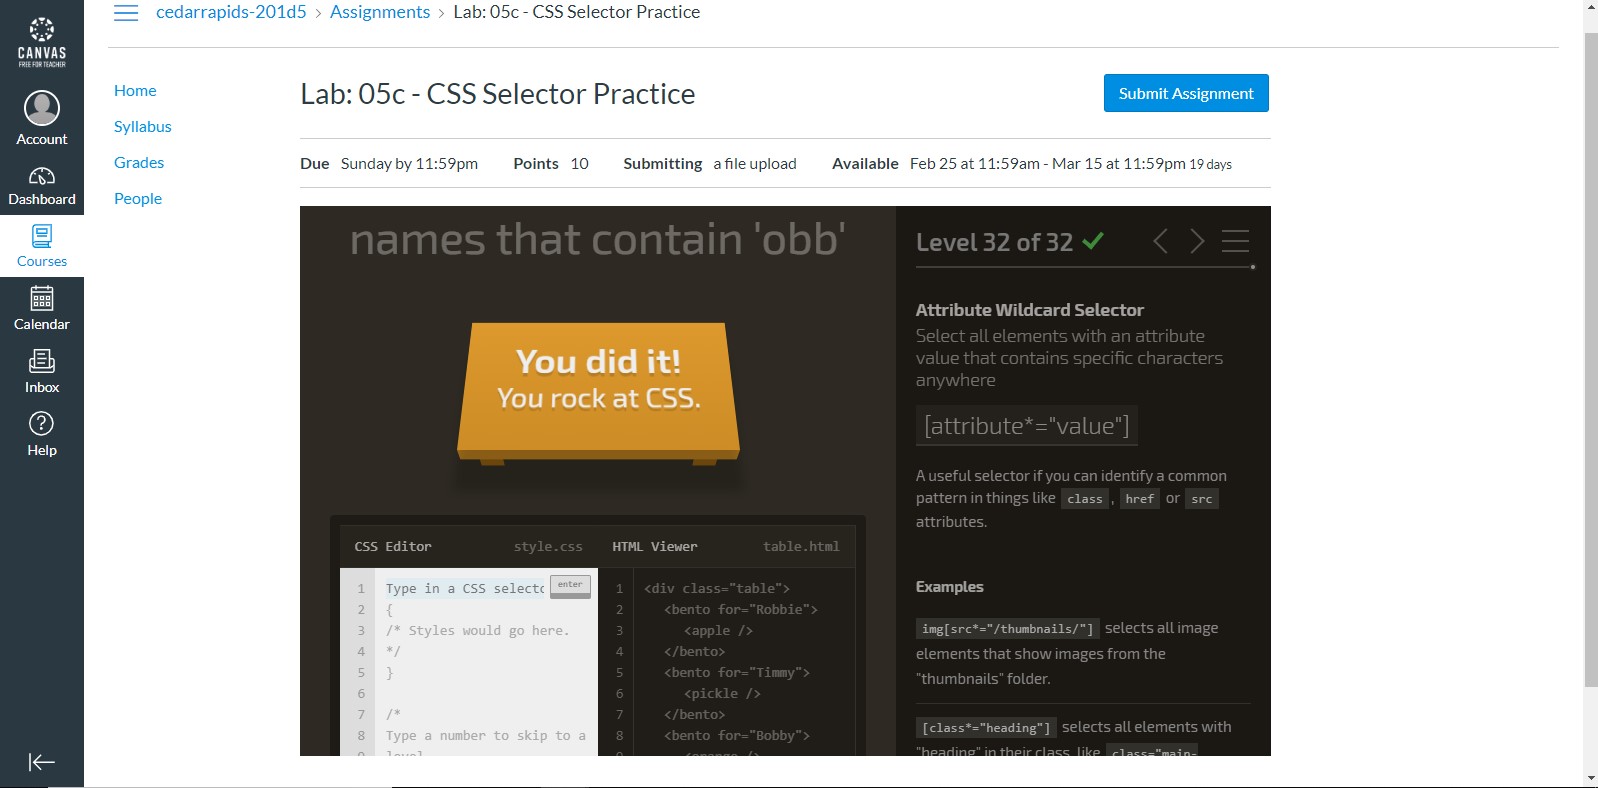 cedarrapids-201d5 › Assignments › Lab: 05c - CSS Selector Practice
CANVAS
FREE FOR TEACHER
Account
Dashboard
Courses
Calendar
Inbox
Help
Home
Syllabus
Grades
People
Lab: 05c - CSS Selector Practice
Submit Assignment
Due Sunday by 11:59pm Points 10 Submitting a file upload Available Feb 25 at 11:59am - Mar 15 at 11:59pm 19 days
names that contain 'obb'
You did it!
You rock at CSS.
CSS Editor style.css
1 Type in a CSS selecto enter
2 {
3 /* Styles would go here.
4 */
5 }
6
7 /*
8 Type a number to skip to a
9 level.
HTML Viewer table.html
1 <div class="table">
2 <bento for="Robbie">
3 <apple />
4 </bento>
5 <bento for="Timmy">
6 <pickle />
7 </bento>
8 <bento for="Bobby">
9 <orange />
Level 32 of 32
Attribute Wildcard Selector
Select all elements with an attribute
value that contains specific characters
anywhere
[attribute*="value"]
A useful selector if you can identify a common
pattern in things like class , href or src
attributes.
Examples
img[src*="/thumbnails/"] selects all image
elements that show images from the
"thumbnails" folder.
[class*="heading"] selects all elements with
"heading" in their class, like class="main-